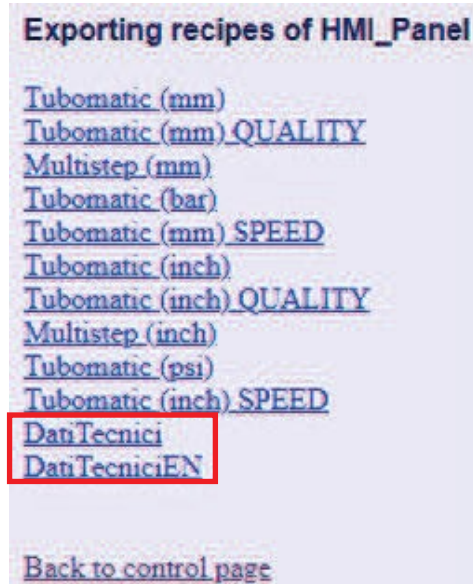 Exporting recipes of HMI_Panel
Tubomatic (mm)
Tubomatic (mm) QUALITY
Multistep (mm)
Tubomatic (bar)
Tubomatic (mm) SPEED
Tubomatic (inch)
Tubomatic (inch) QUALITY
Multistep (inch)
Tubomatic (psi)
Tubomatic (inch) SPEED
DatiTecnici
DatiTecniciEN
Back to control page